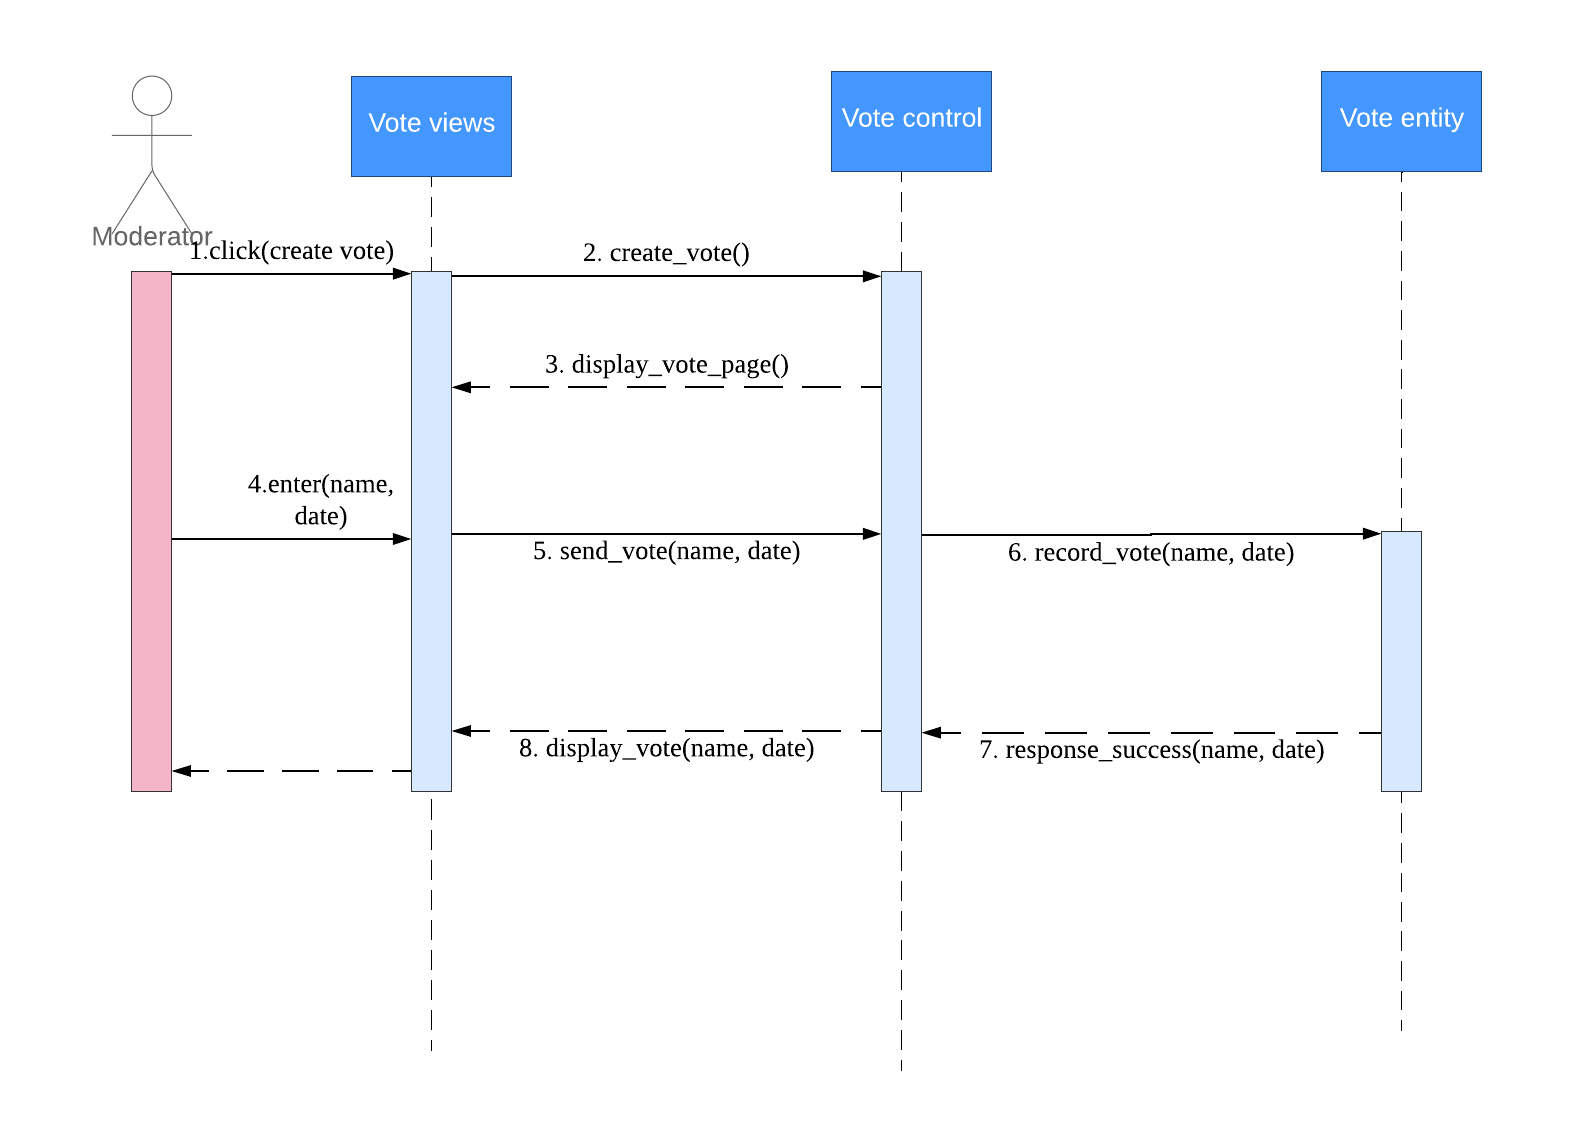 Vote views
Vote control
Vote entity
Moderator
1.click(create vote)
2. create_vote()
3. display_vote_page()
4.enter(name,
date)
5. send_vote(name, date)
6. record_vote(name, date)
8. display_vote(name, date)
7. response_success(name, date)